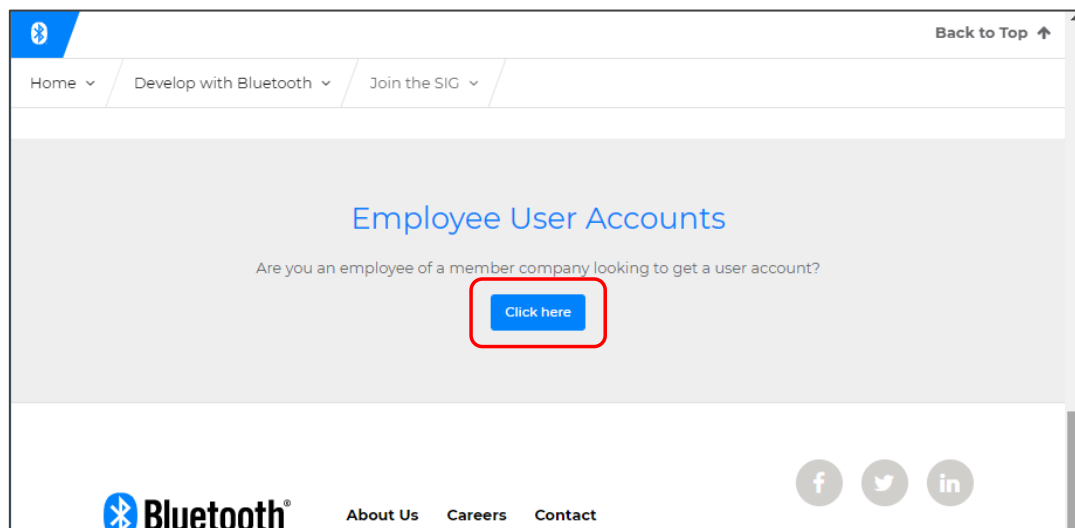 Back to Top
Home
Develop with Bluetooth
Join the SIG
Employee User Accounts
Are you an employee of a member company looking to get a user account?
Click here
f
in
Bluetooth®
About Us Careers Contact